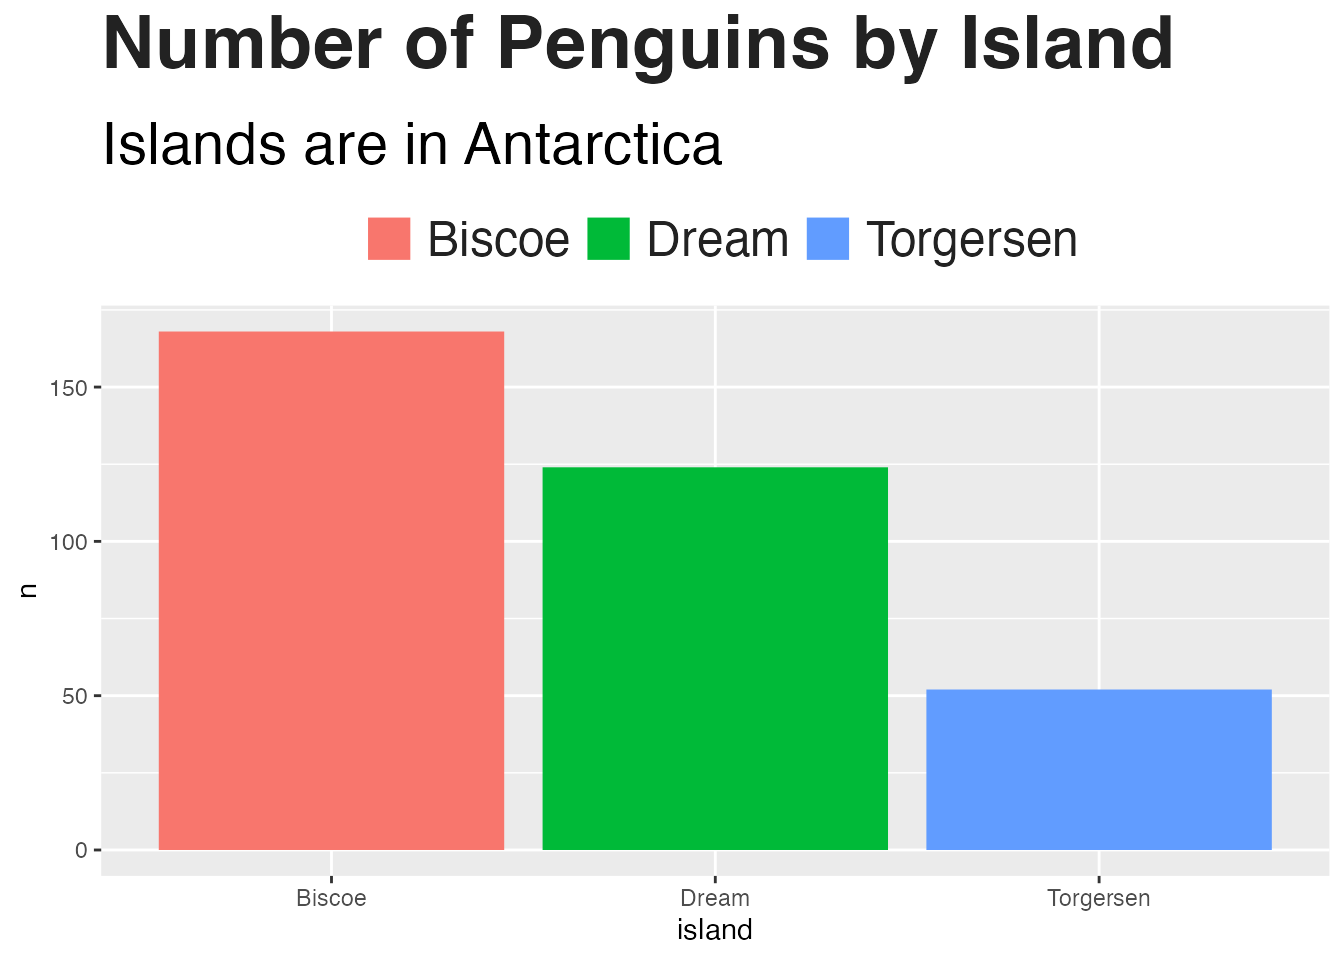 Number of Penguins by Island
Islands are in Antarctica
Biscoe Dream Torgersen
150
100
50
0
n
Biscoe Dream Torgersen
island